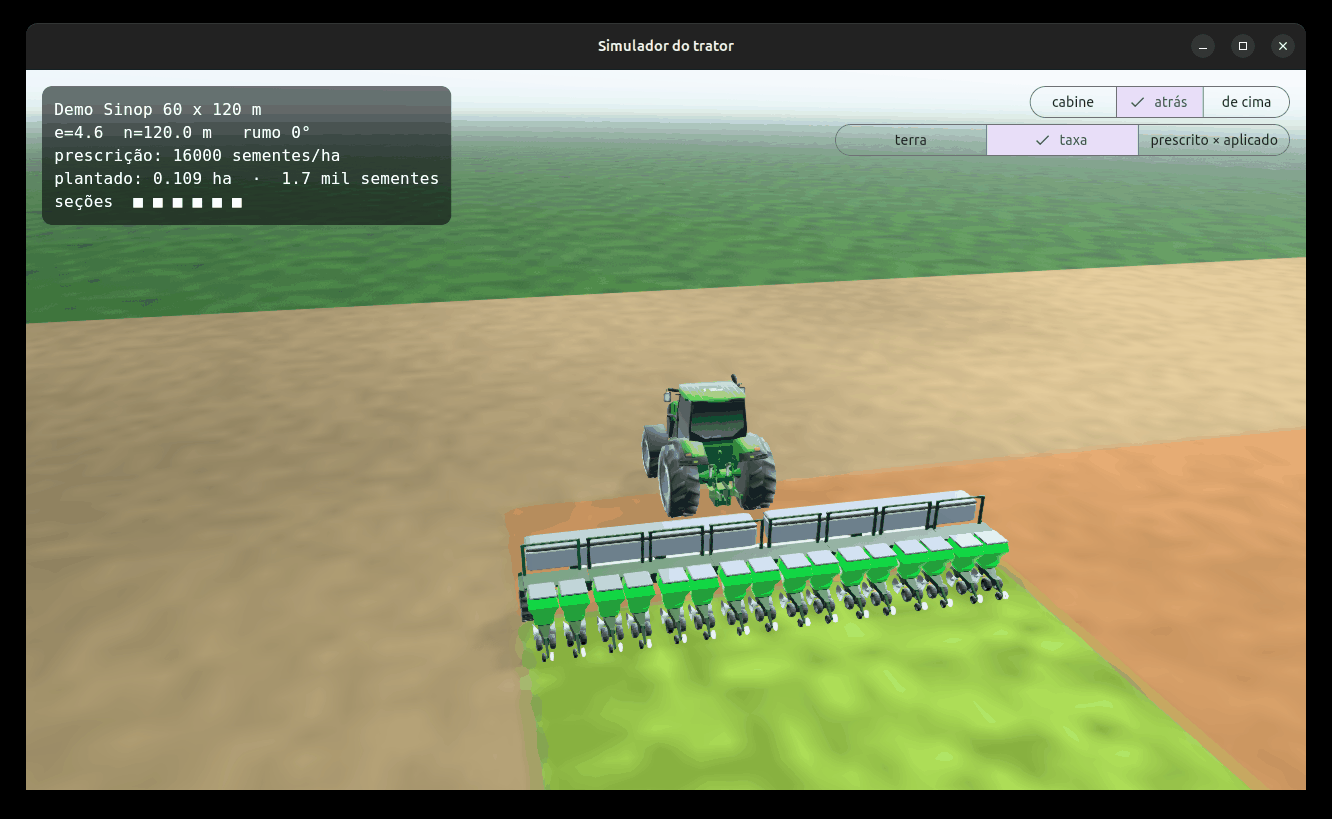 Simulador do trator
Demo Sinop 60 x 120 m
e=4.6  n=120.0 m   rumo 0°
prescrição: 16000 sementes/ha
plantado: 0.109 ha  ·  1.7 mil sementes
seções  ■ ■ ■ ■ ■ ■
cabine ✓ atrás de cima
terra ✓ taxa prescrito × aplicado